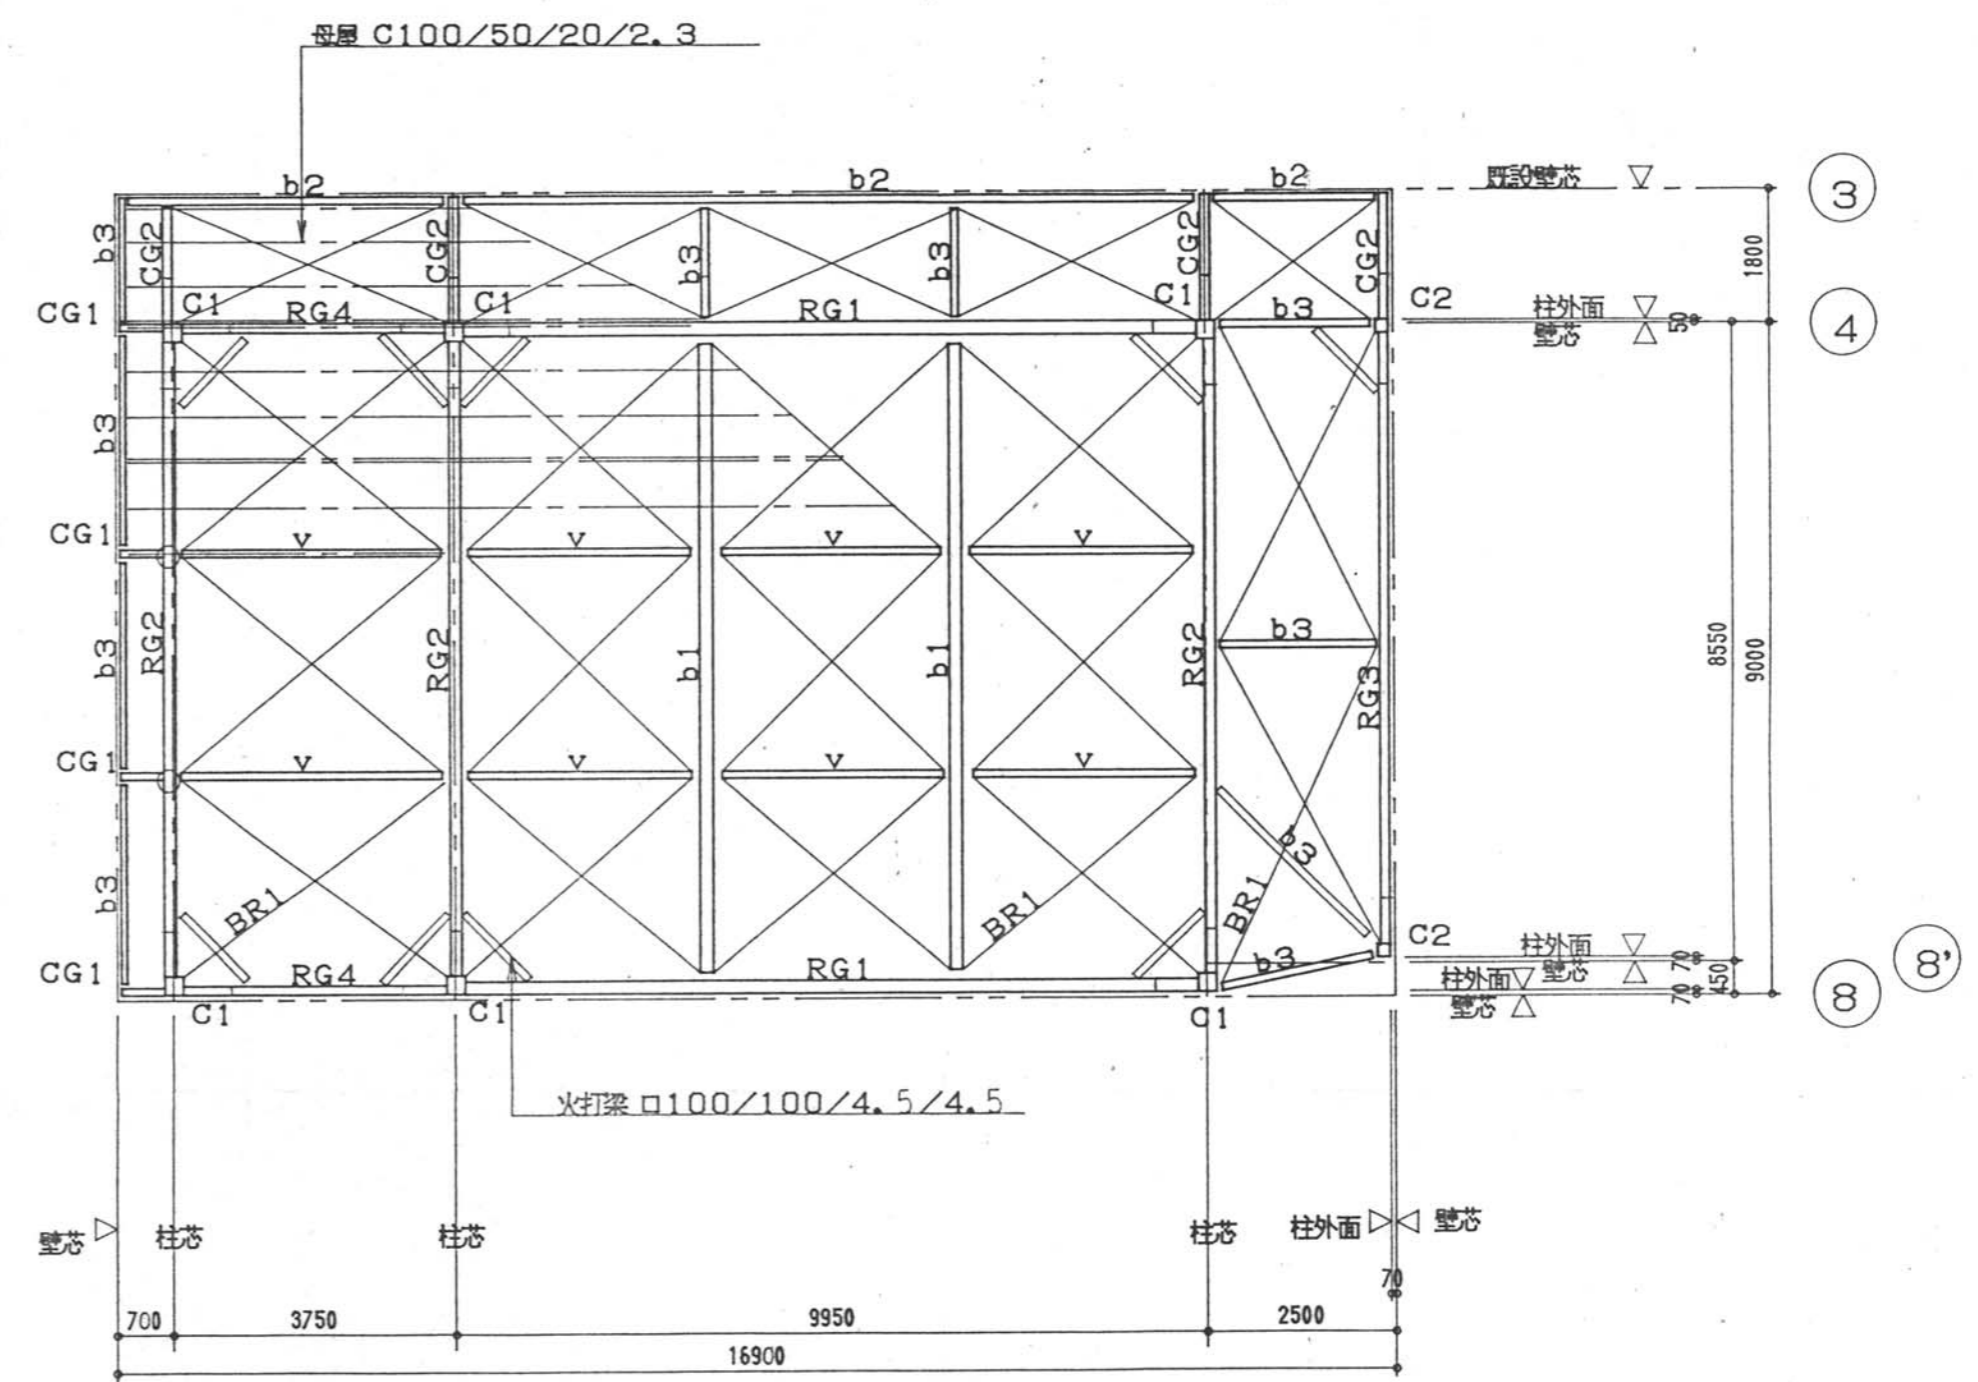 母屋 C100/50/20/2.3
b2
b2
b2
既設壁芯
3
b3
CG2
CG2
b3
b3
CG2
CG2
1800
CG1
C1
RG4
C1
RG1
C1
b3
C2
柱外面
壁芯
50
4
b3
CG1
v
v
v
v
b3
RG2
RG2
b1
b1
RG2
b3
RG3
8550
9000
CG1
v
v
v
v
b3
b3
BR1
BR1
BR1
CG1
RG4
RG1
b3
C2
柱外面
壁芯
70
8'
柱外面
壁芯
70
450
8
C1
C1
C1
火打梁 口100/100/4.5/4.5
壁芯
柱芯
柱芯
柱芯
柱外面
壁芯
70
700
3750
9950
2500
16900